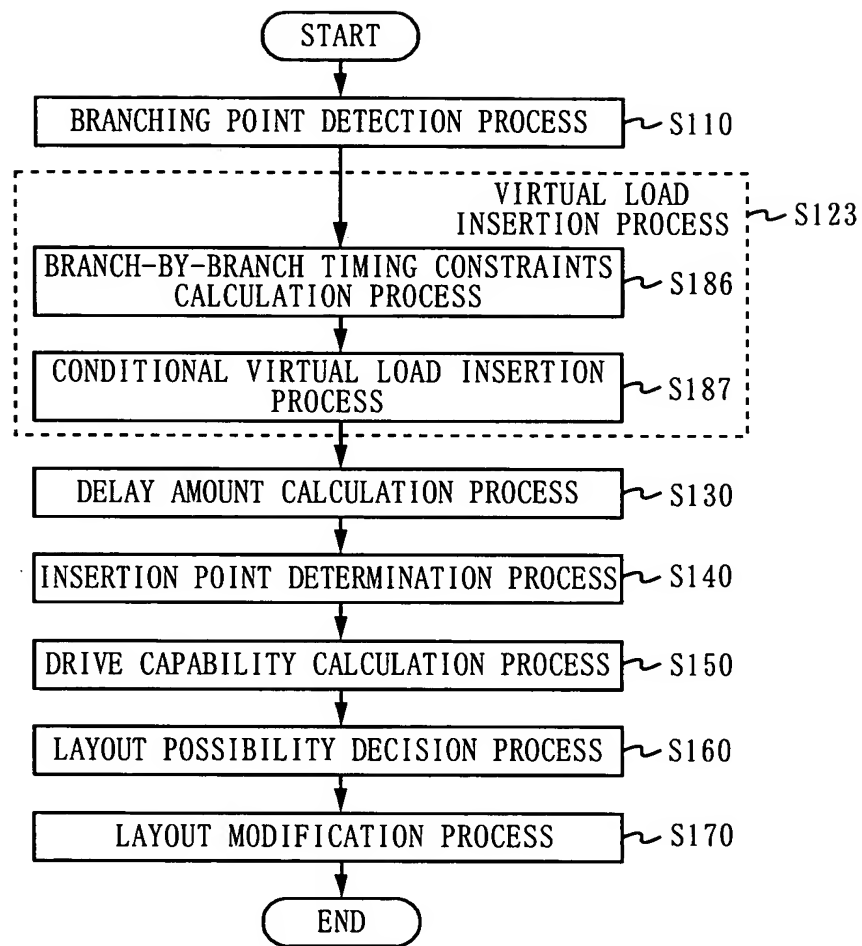 START
BRANCHING POINT DETECTION PROCESS
S110
VIRTUAL LOAD
INSERTION PROCESS
S123
BRANCH-BY-BRANCH TIMING CONSTRAINTS
CALCULATION PROCESS
S186
CONDITIONAL VIRTUAL LOAD INSERTION
PROCESS
S187
DELAY AMOUNT CALCULATION PROCESS
S130
INSERTION POINT DETERMINATION PROCESS
S140
DRIVE CAPABILITY CALCULATION PROCESS
S150
LAYOUT POSSIBILITY DECISION PROCESS
S160
LAYOUT MODIFICATION PROCESS
S170
END